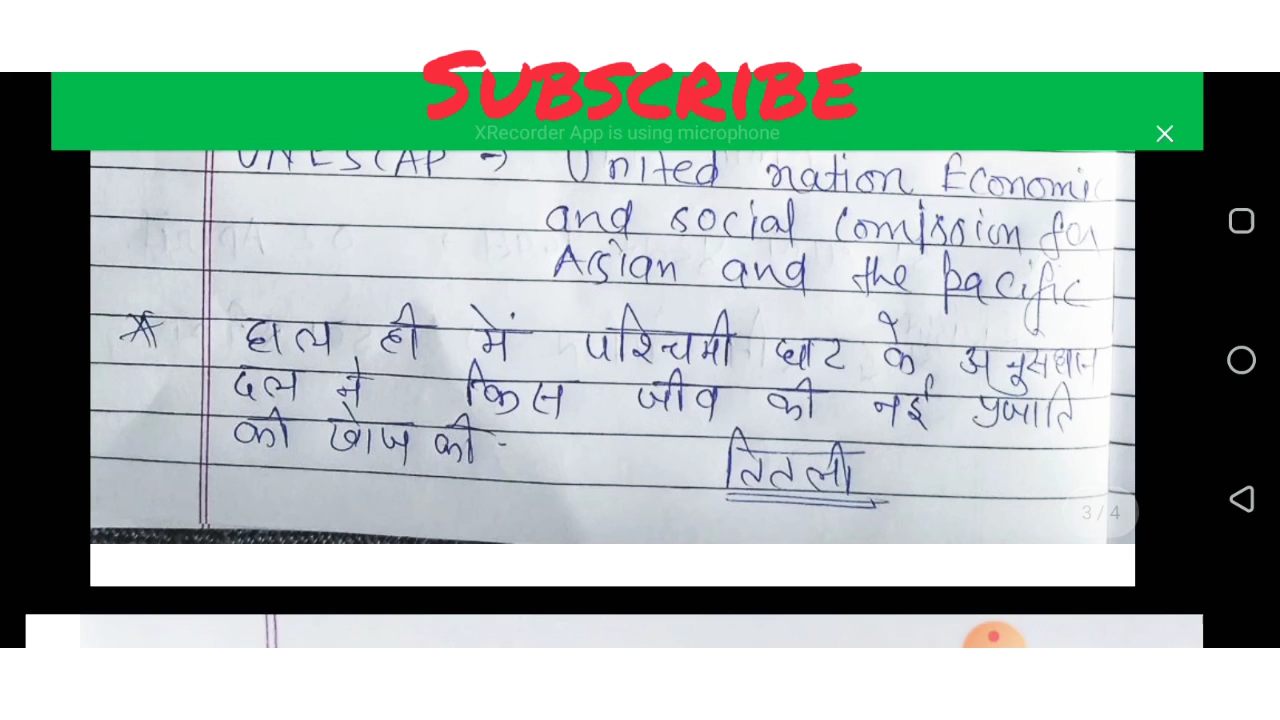 SUBSCRIBE
XRecorder App is using microphone
UNESCAP → United nation Economic
and social Comission for
Asian and the pacific
हाल ही में पश्चिमी घाट के अनुसधान
दल ने किस जीव की नई प्रजाति
की खोज की -
तितली
3 / 4